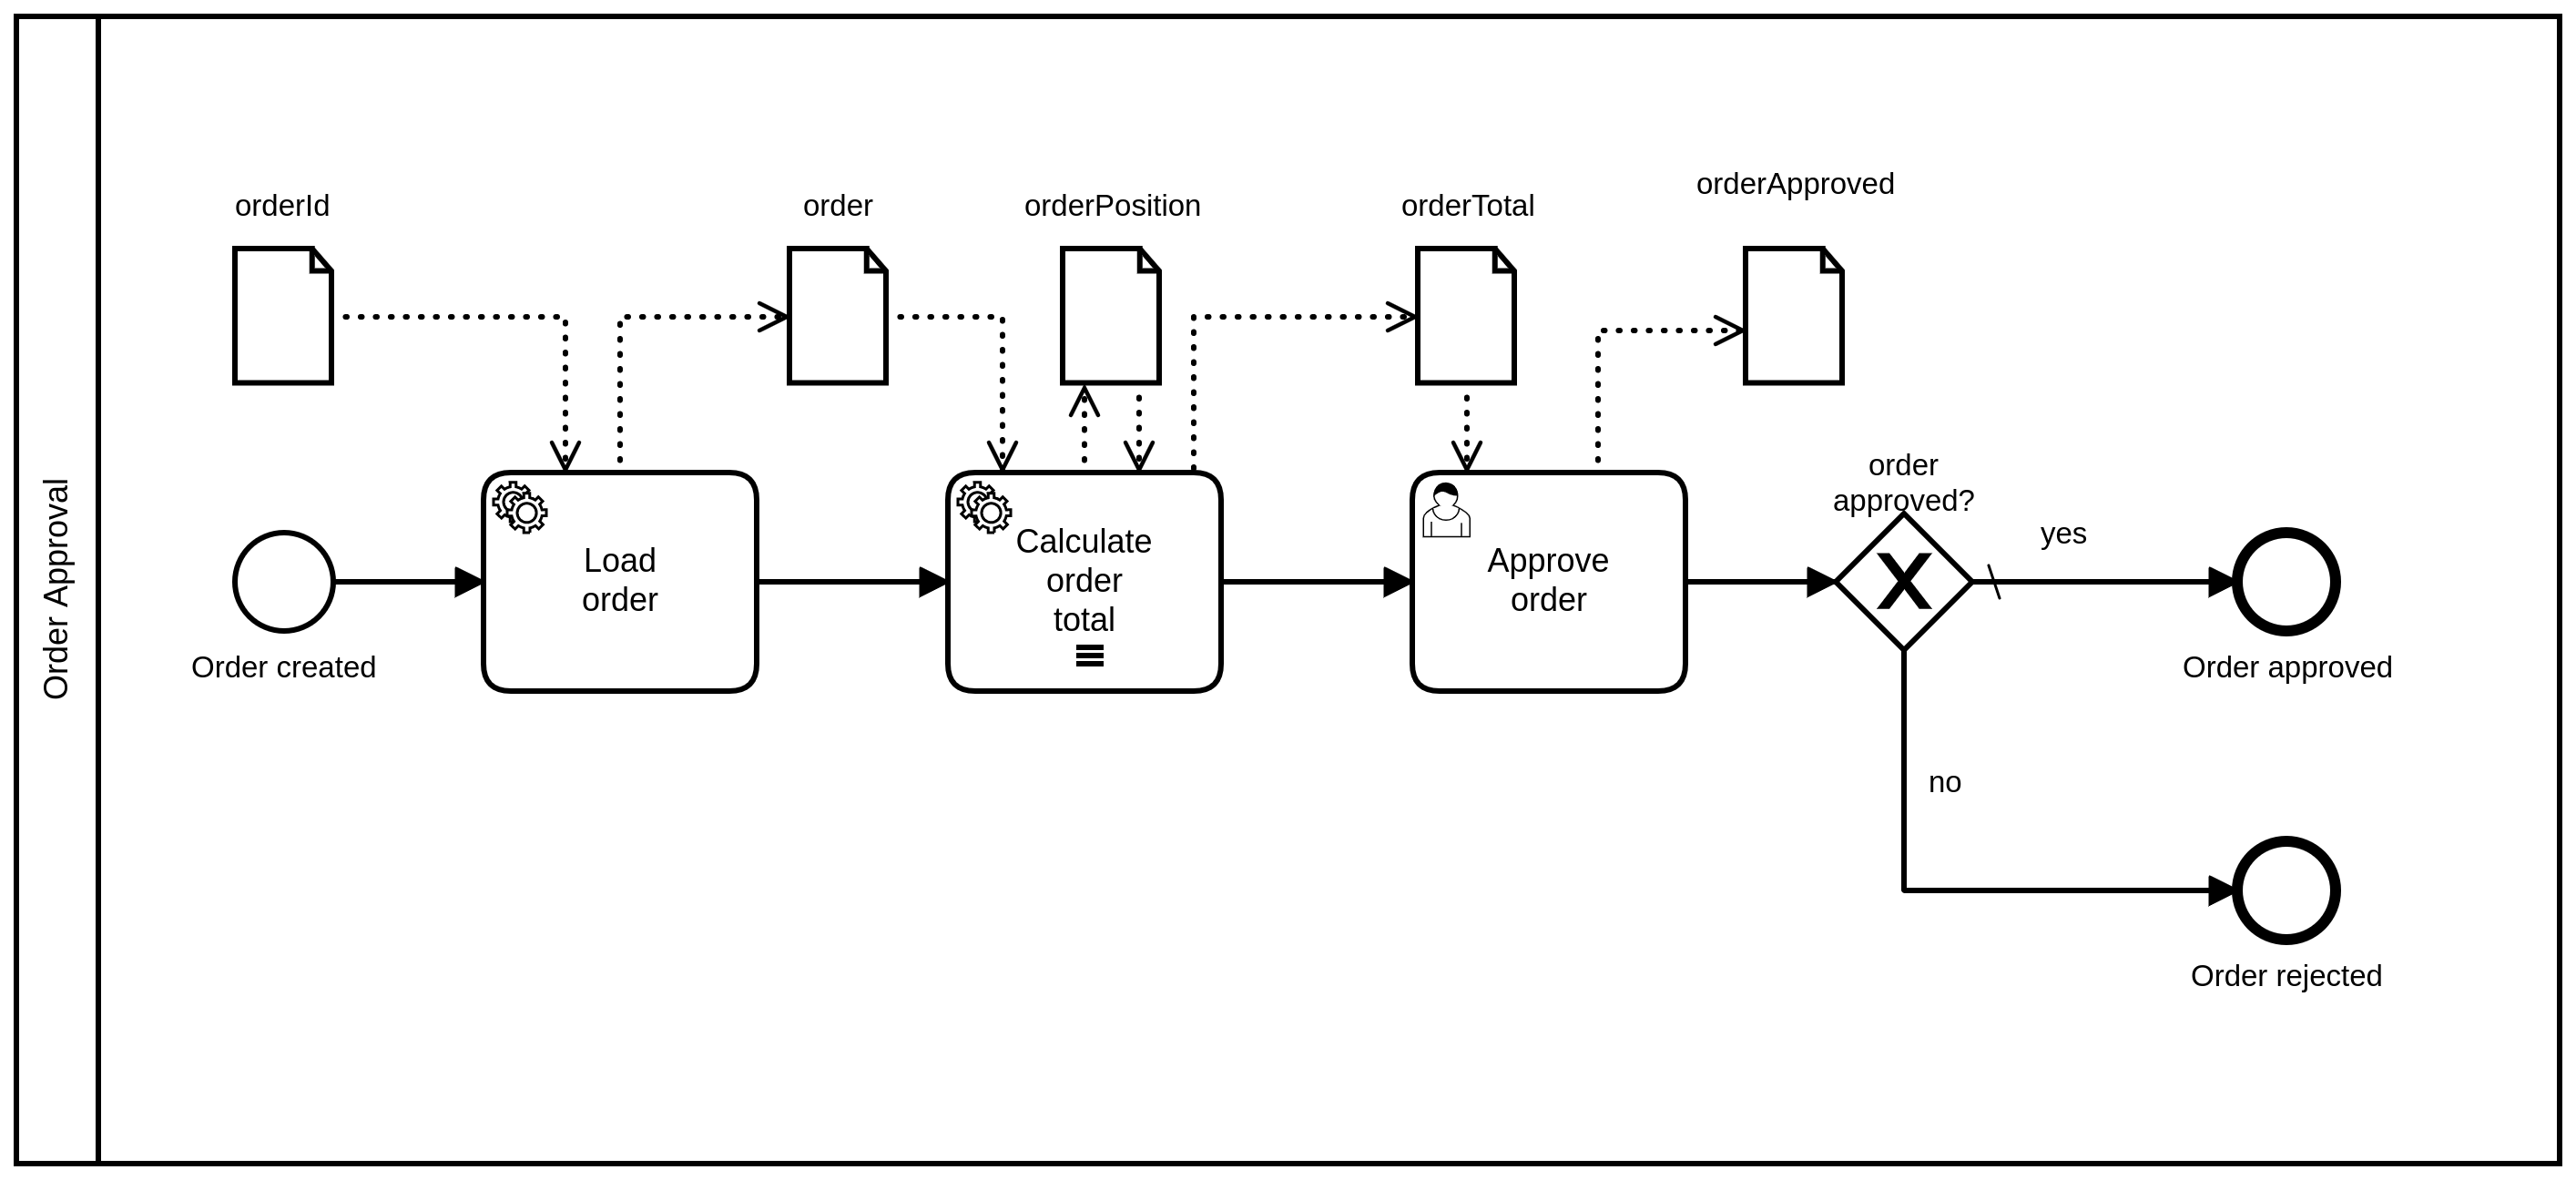 Order Approval
orderId
order
orderPosition
orderTotal
orderApproved
Order created
Load
order
Calculate
order
total
Approve
order
order
approved?
yes
Order approved
no
Order rejected